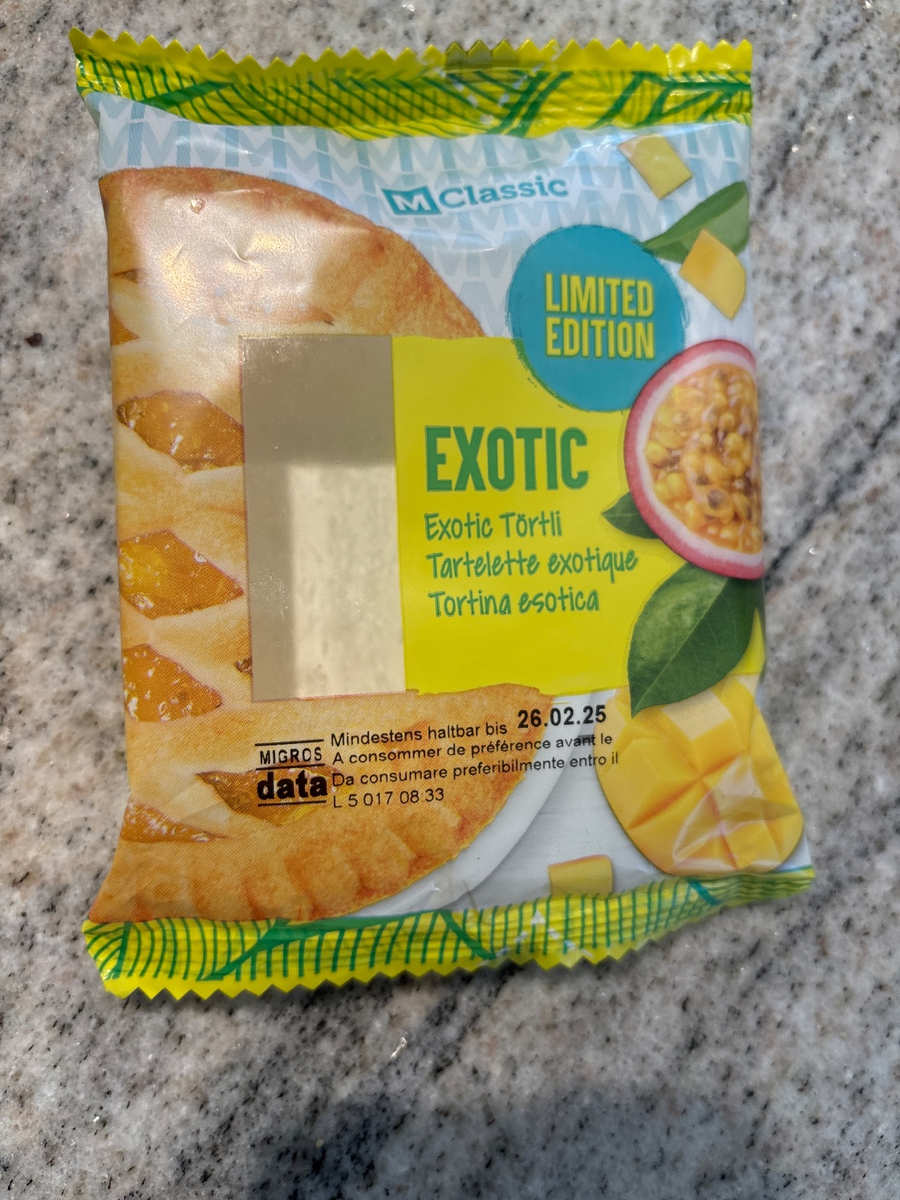 M Classic
LIMITED
EDITION
EXOTIC
Exotic Törtli
Tartelette exotique
Tortina esotica
MIGROS
data
Mindestens haltbar bis 26.02.25
A consommer de préférence avant le
Da consumare preferibilmente entro il
L 5 017 08:33